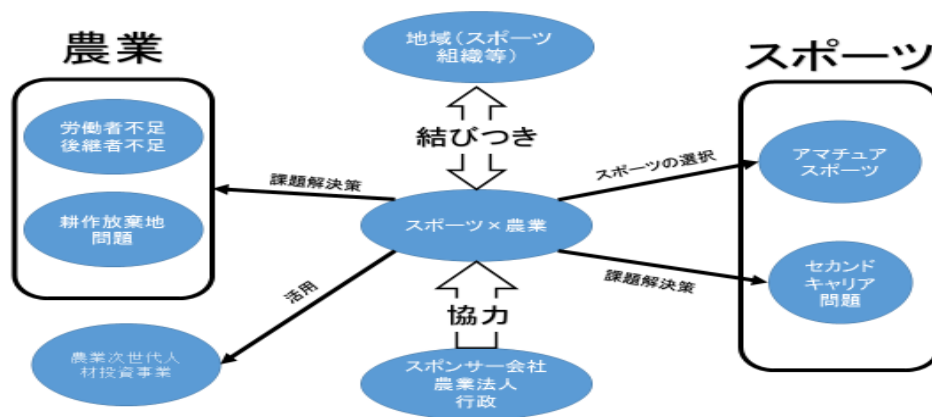 農業
労働者不足
後継者不足
耕作放棄地
問題
農業次世代人
材投資事業
地域(スポーツ
組織等)
結びつき
課題解決策
活用
スポーツ×農業
スポーツの選択
課題解決策
協力
スポンサー会社
農業法人
行政
スポーツ
アマチュア
スポーツ
セカンド
キャリア
問題